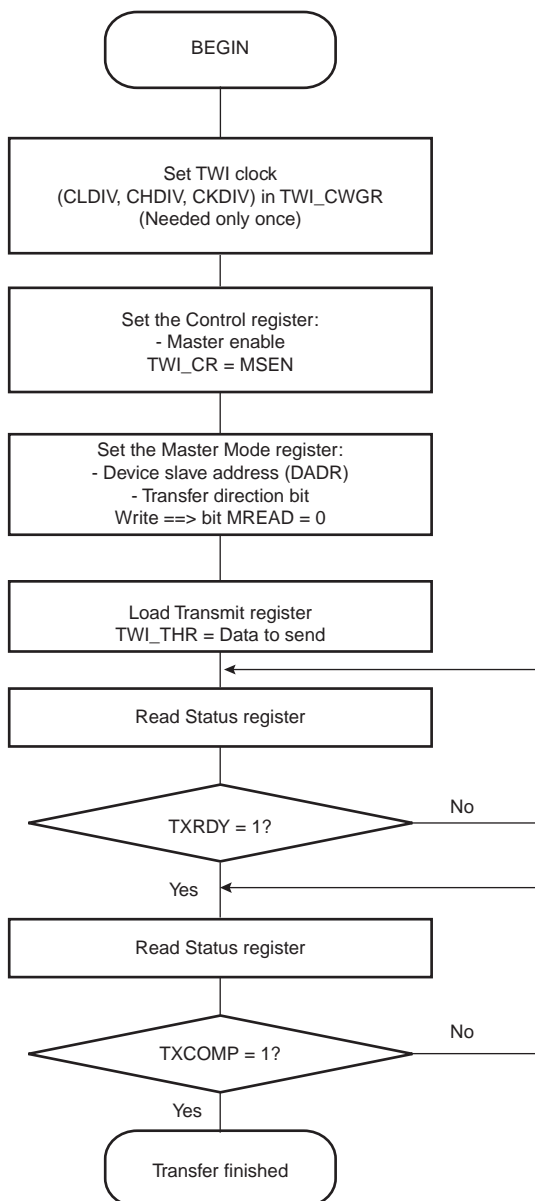 BEGIN
Set TWI clock
(CLDIV, CHDIV, CKDIV) in TWI_CWGR
(Needed only once)
Set the Control register:
- Master enable
TWI_CR = MSEN
Set the Master Mode register:
- Device slave address (DADR)
- Transfer direction bit
Write ==> bit MREAD = 0
Load Transmit register
TWI_THR = Data to send
Read Status register
TXRDY = 1?
No
Yes
Read Status register
TXCOMP = 1?
No
Yes
Transfer finished